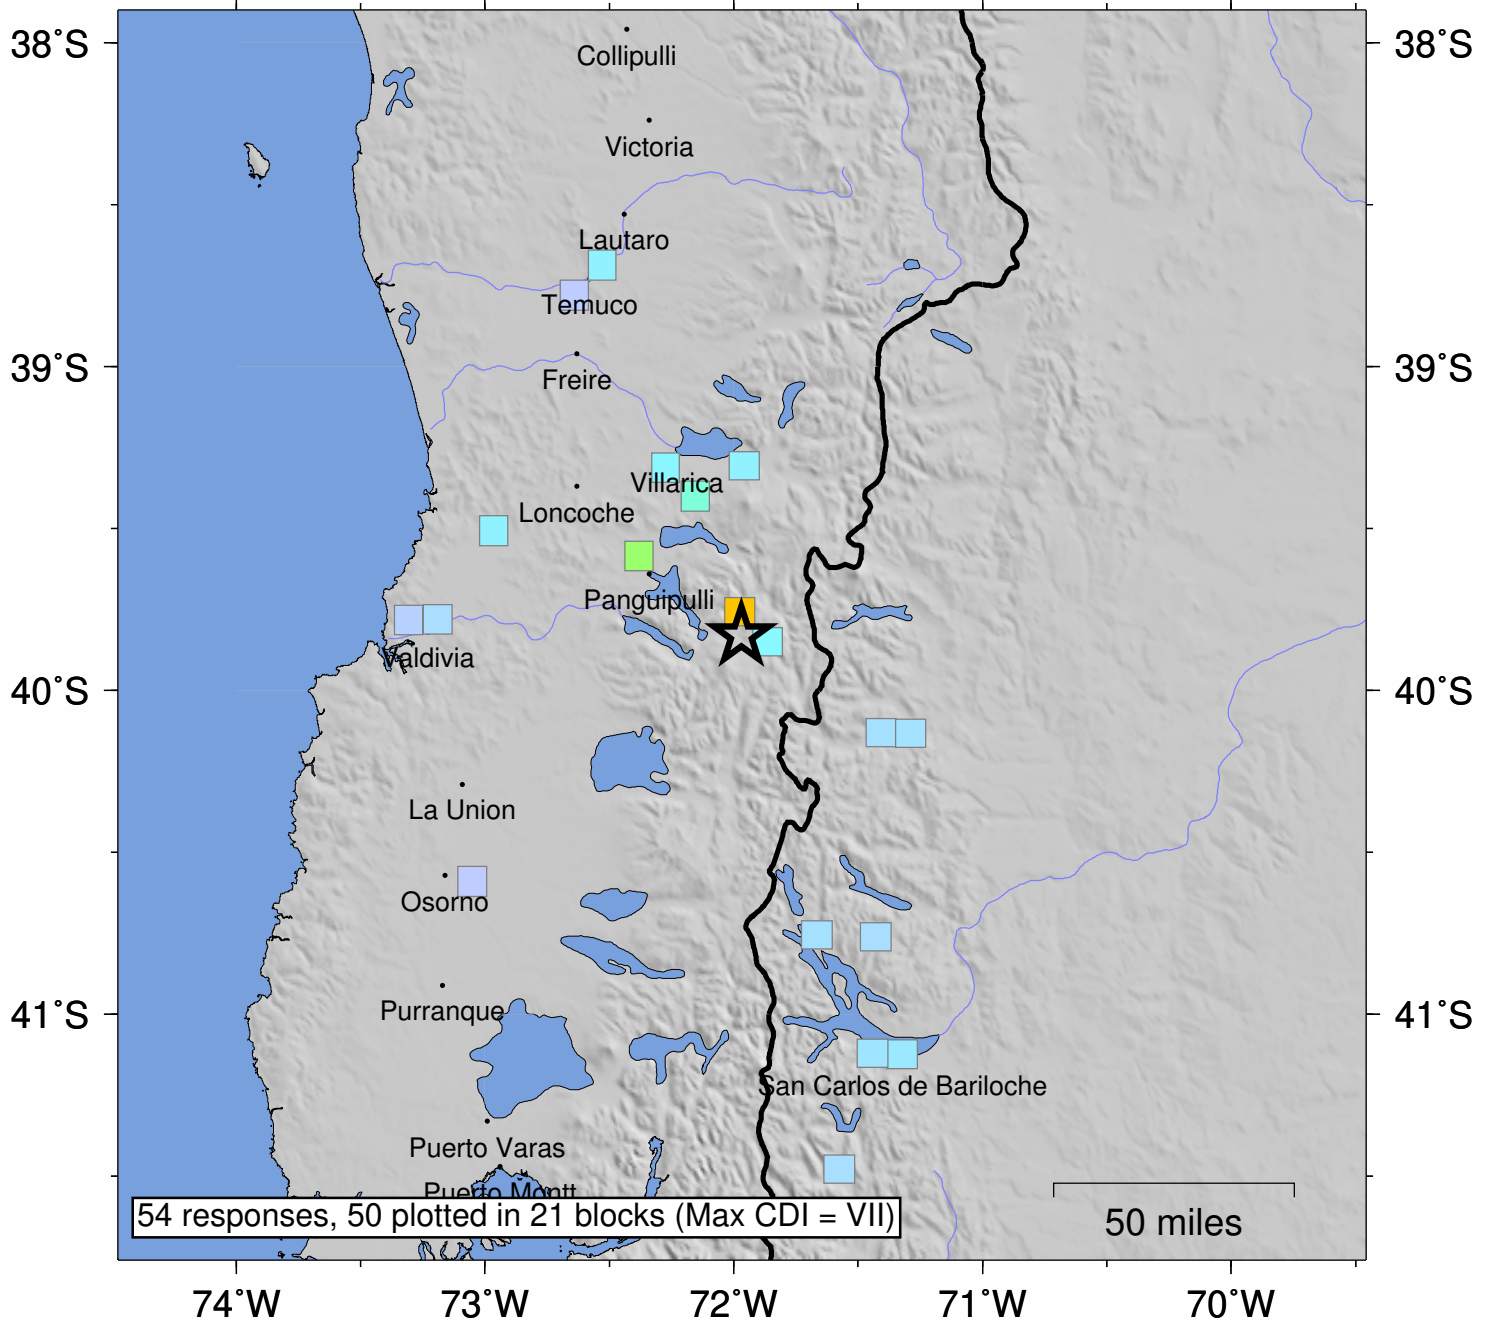 38°S
38°S
Collipulli
Victoria
Lautaro
Temuco
39°S
39°S
Freire
Villarica
Loncoche
Panguipulli
Valdivia
40°S
40°S
La Union
Osorno
41°S
41°S
Purranque
San Carlos de Bariloche
Puerto Varas
Puerto Montt
54 responses, 50 plotted in 21 blocks (Max CDI = VII)
50 miles
74°W
73°W
72°W
71°W
70°W